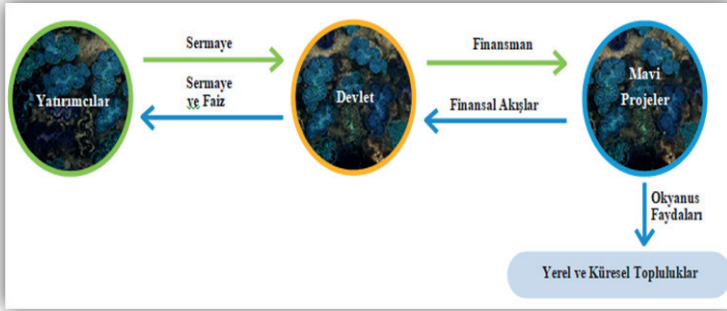 Yatırımcılar
Sermaye
Sermaye
ve Faiz
Devlet
Finansman
Finansal Akışlar
Mavi
Projeler
Okyanus
Faydaları
Yerel ve Küresel Topluluklar